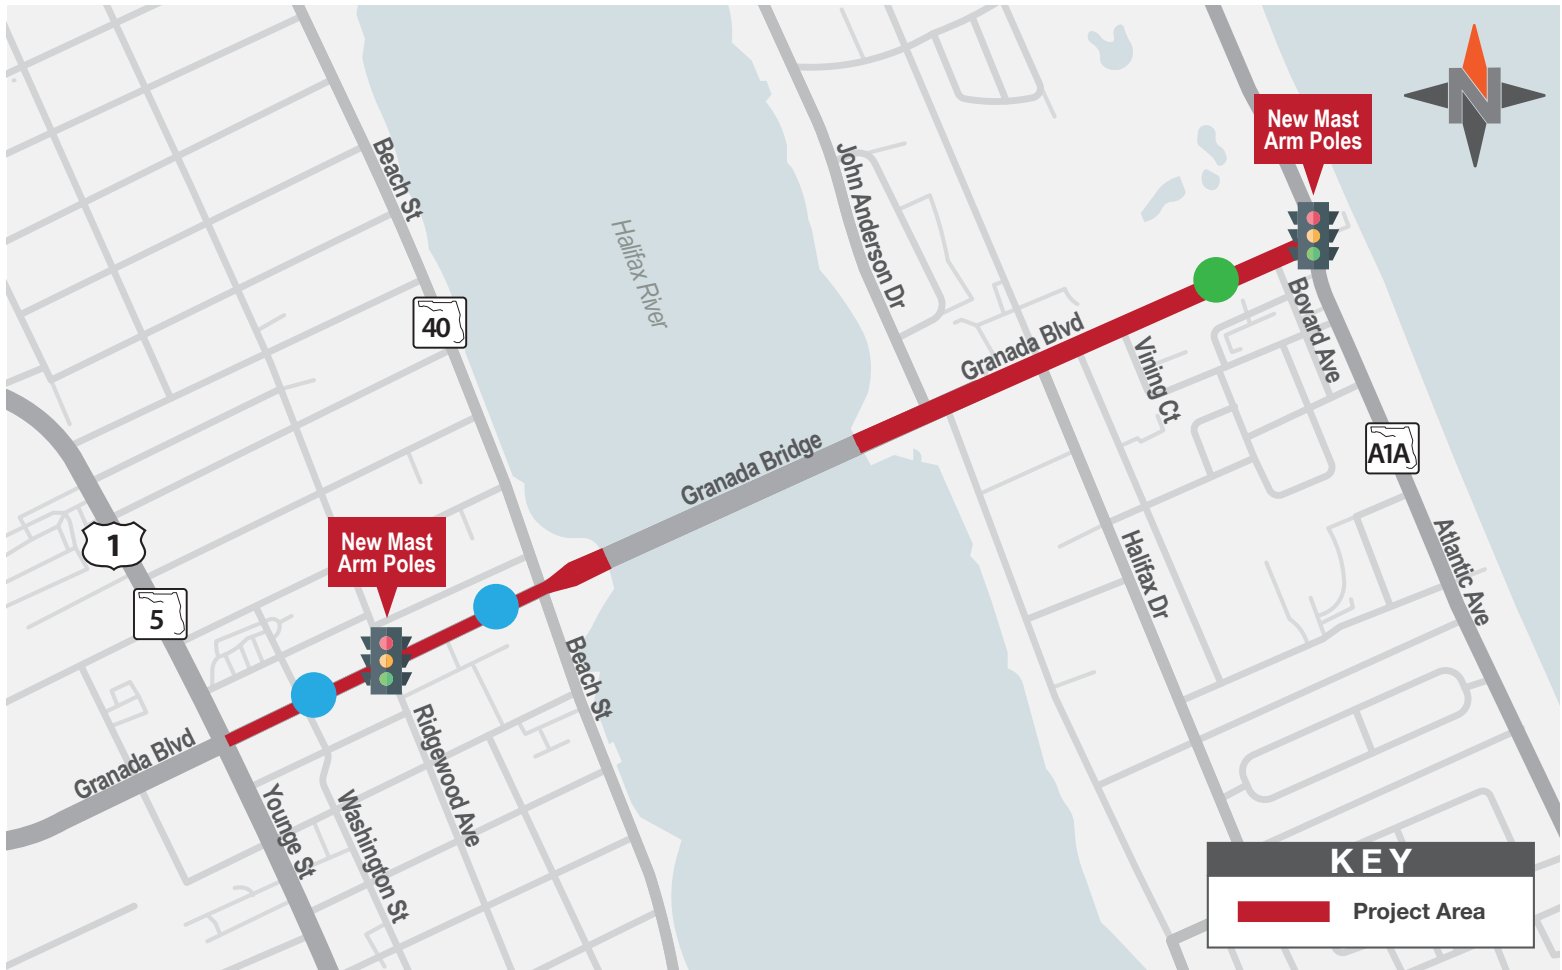 New Mast
Arm Poles
N
Beach St
John Anderson Dr
Halifax River
40
Granada Blvd
Bovard Ave
Vining Ct
A1A
Granada Bridge
1
New Mast
Arm Poles
5
Halifax Dr
Atlantic Ave
Beach St
Granada Blvd
Ridgewood Ave
Younge St
Washington St
KEY
Project Area